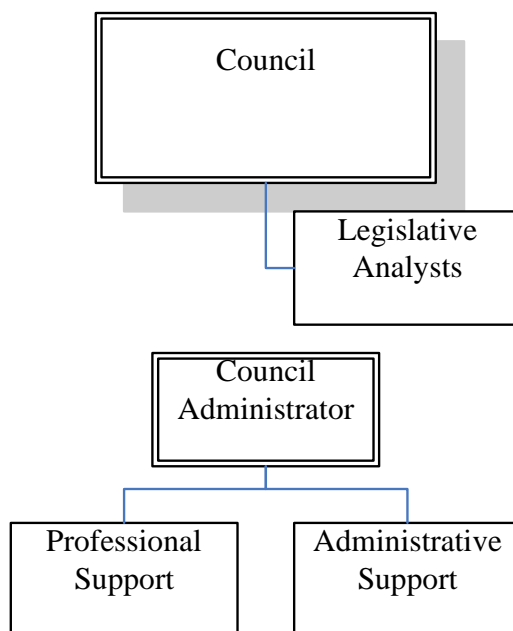 Council
Legislative
Analysts
Council
Administrator
Professional
Support
Administrative
Support